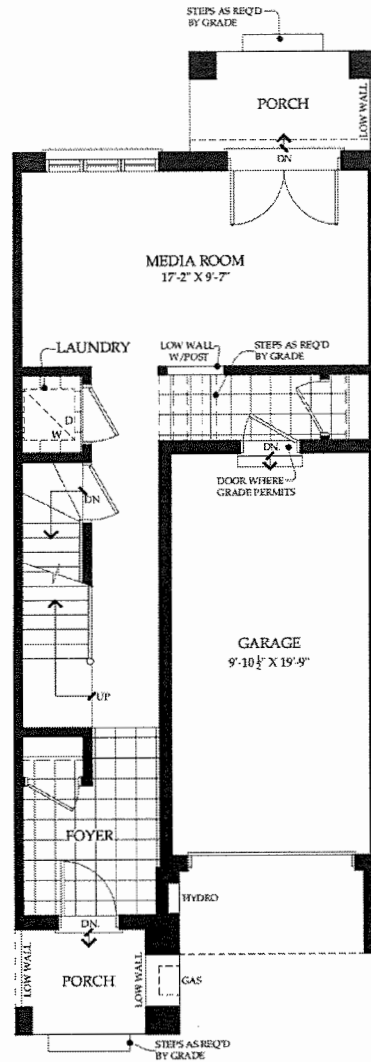 STEPS AS REQ'D
BY GRADE
PORCH
LOW WALL
DN
MEDIA ROOM
17'-2" X 9'-7"
LAUNDRY
LOW WALL
W/POST
STEPS AS REQ'D
BY GRADE
D
W
DN.
DN
DOOR WHERE
GRADE PERMITS
GARAGE
9'-10 ½" X 19'-9"
UP
FOYER
HYDRO
DN.
LOW WALL
PORCH
LOW WALL
GAS
STEPS AS REQ'D
BY GRADE